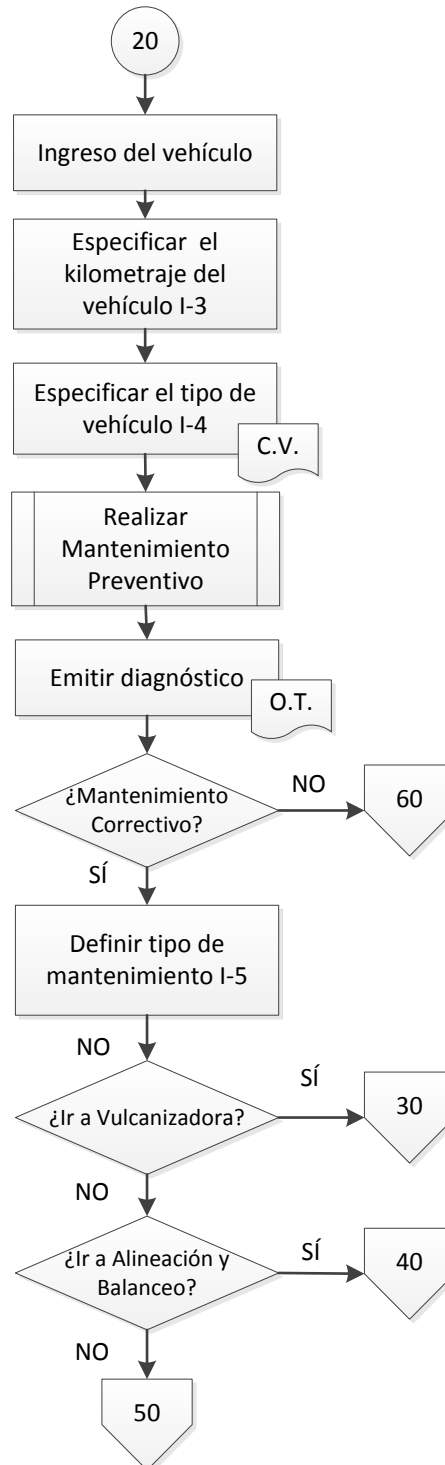 20
Ingreso del vehículo
Especificar el
kilometraje del
vehículo I-3
Especificar el tipo de
vehículo I-4
C.V.
Realizar
Mantenimiento
Preventivo
Emitir diagnóstico
O.T.
¿Mantenimiento
Correctivo?
NO
60
SÍ
Definir tipo de
mantenimiento I-5
NO
¿Ir a Vulcanizadora?
SÍ
30
NO
¿Ir a Alineación y
Balanceo?
SÍ
40
NO
50